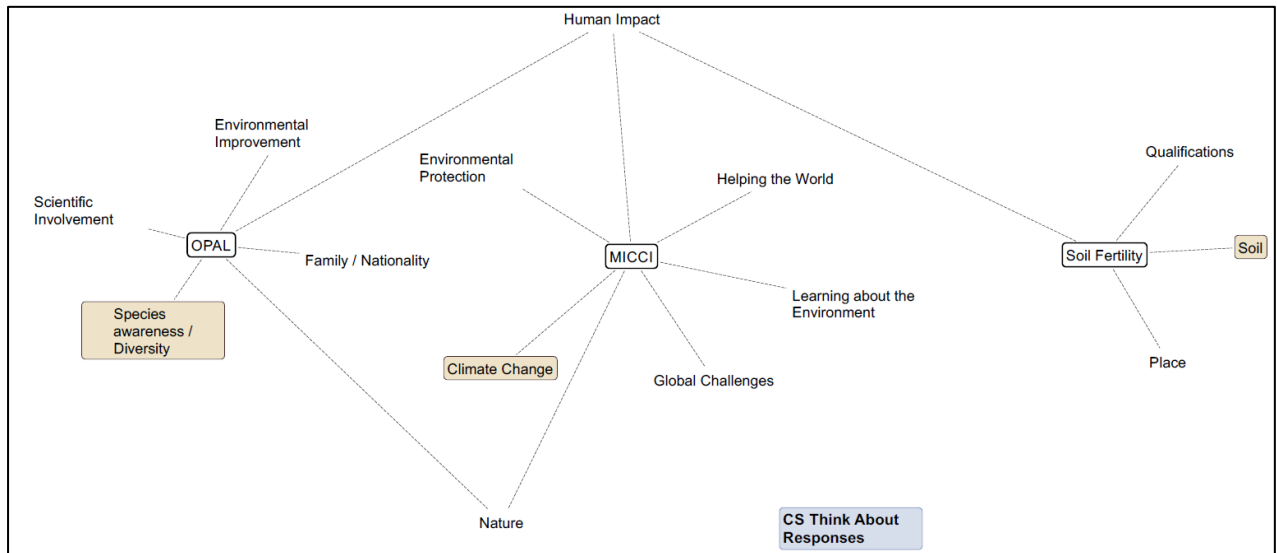 Human Impact
Environmental
Improvement
Environmental
Protection
Qualifications
Helping the World
Scientific
Involvement
OPAL
Family / Nationality
MICCI
Soil Fertility
Soil
Learning about the
Environment
Species
awareness /
Diversity
Climate Change
Global Challenges
Place
Nature
CS Think About
Responses